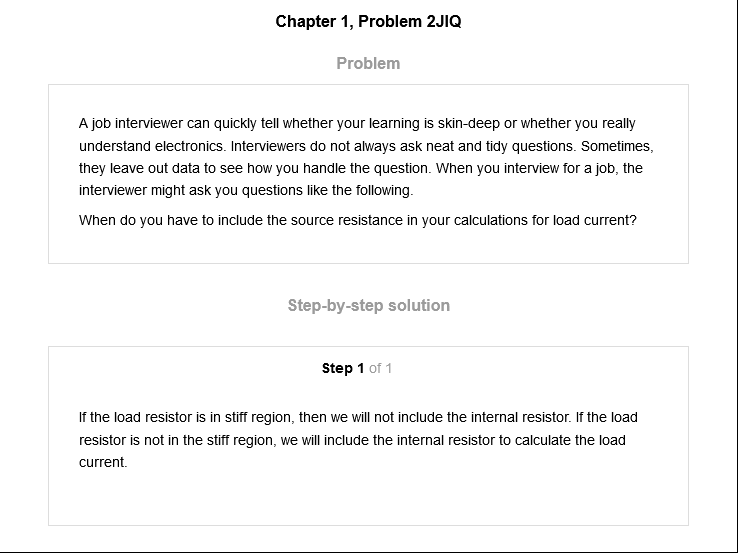 Chapter 1, Problem 2JIQ
Problem
A job interviewer can quickly tell whether your learning is skin-deep or whether you really
understand electronics. Interviewers do not always ask neat and tidy questions. Sometimes,
they leave out data to see how you handle the question. When you interview for a job, the
interviewer might ask you questions like the following.
When do you have to include the source resistance in your calculations for load current?
Step-by-step solution
Step 1 of 1
If the load resistor is in stiff region, then we will not include the internal resistor. If the load
resistor is not in the stiff region, we will include the internal resistor to calculate the load
current.